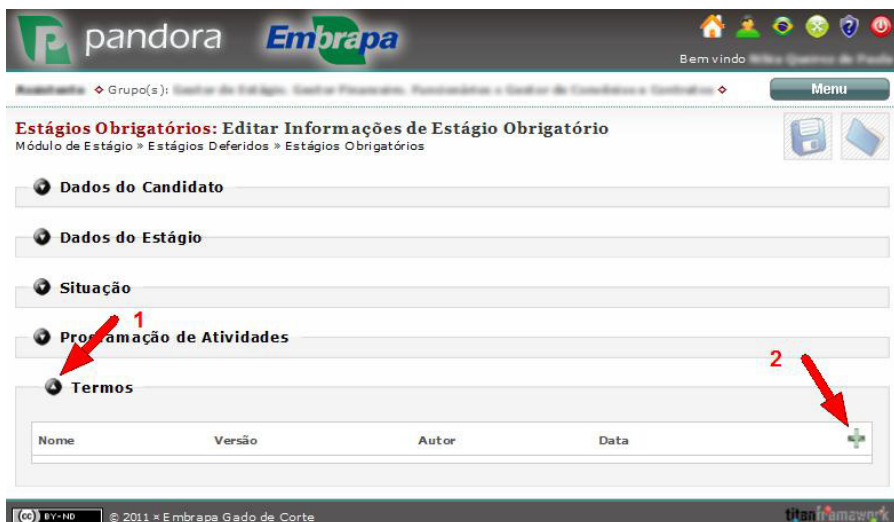 pandora Embrapa
Bem vindo
Grupo(s):
Menu
Estágios Obrigatórios: Editar Informações de Estágio Obrigatório
Módulo de Estágio » Estágios Deferidos » Estágios Obrigatórios
Dados do Candidato
Dados do Estágio
Situação
1
Programação de Atividades
2
Termos
Nome Versão Autor Data
(cc) BY-ND © 2011 × Embrapa Gado de Corte titanframework